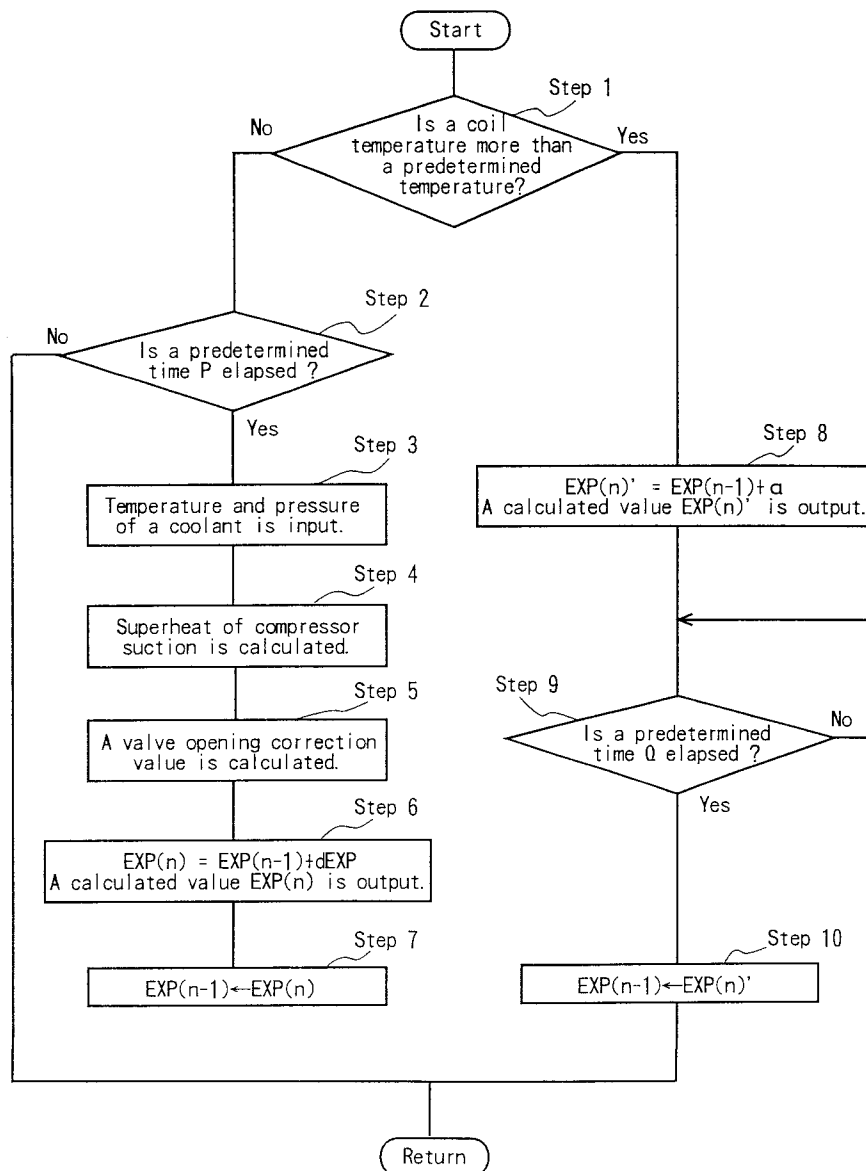 Start
Step 1
Is a coil
temperature more than
a predetermined
temperature?
No
Yes
Step 2
No
Is a predetermined
time P elapsed ?
Yes
Step 3
Temperature and pressure
of a coolant is input.
Step 4
Superheat of compressor
suction is calculated.
Step 5
A valve opening correction
value is calculated.
Step 6
EXP(n) = EXP(n-1)+dEXP
A calculated value EXP(n) is output.
Step 7
EXP(n-1)←EXP(n)
Step 8
EXP(n)' = EXP(n-1)+α
A calculated value EXP(n)' is output.
Step 9
Is a predetermined
time Q elapsed ?
No
Yes
Step 10
EXP(n-1)←EXP(n)'
Return